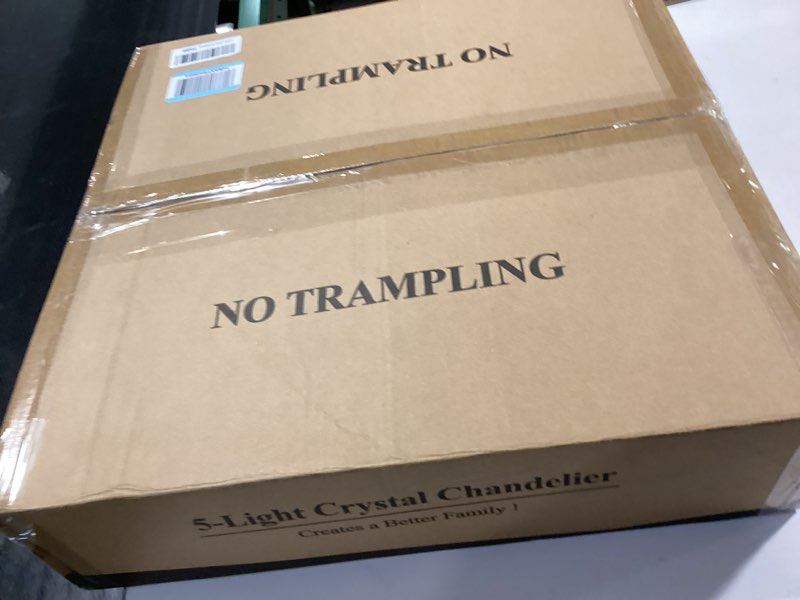 NO TRAMPLING
NO TRAMPLING
5-Light Crystal Chandelier
Creates a Better Family !